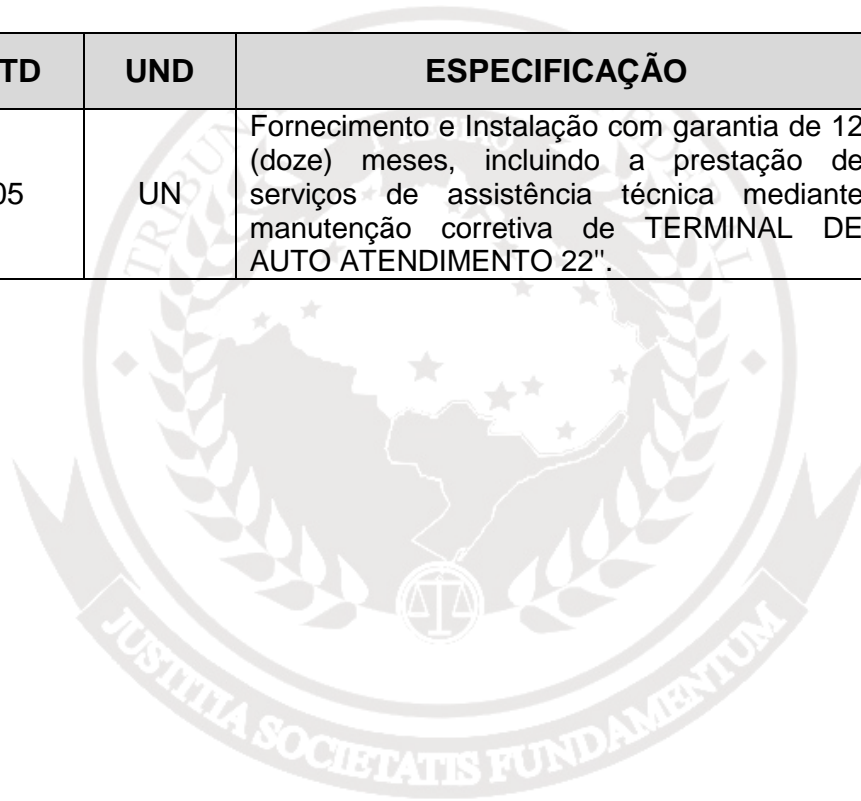 TD UND ESPECIFICAÇÃO
05 UN
Fornecimento e Instalação com garantia de 12
(doze) meses, incluindo a prestação de
serviços de assistência técnica mediante
manutenção corretiva de TERMINAL DE
AUTO ATENDIMENTO 22".
JUSTITIA SOCIETATIS FUNDAMENTUM